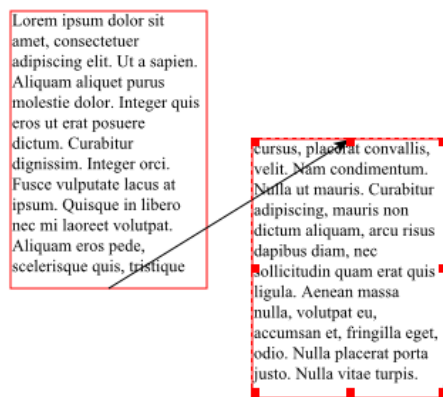 Lorem ipsum dolor sit
amet, consectetuer
adipiscing elit. Ut a sapien.
Aliquam aliquet purus
molestie dolor. Integer quis
eros ut erat posuere
dictum. Curabitur
dignissim. Integer orci.
Fusce vulputate lacus at
ipsum. Quisque in libero
nec mi laoreet volutpat.
Aliquam eros pede,
scelerisque quis, tristique
cursus, placerat convallis,
velit. Nam condimentum.
Nulla ut mauris. Curabitur
adipiscing, mauris non
dictum aliquam, arcu risus
dapibus diam, nec
sollicitudin quam erat quis
ligula. Aenean massa
nulla, volutpat eu,
accumsan et, fringilla eget,
odio. Nulla placerat porta
justo. Nulla vitae turpis.